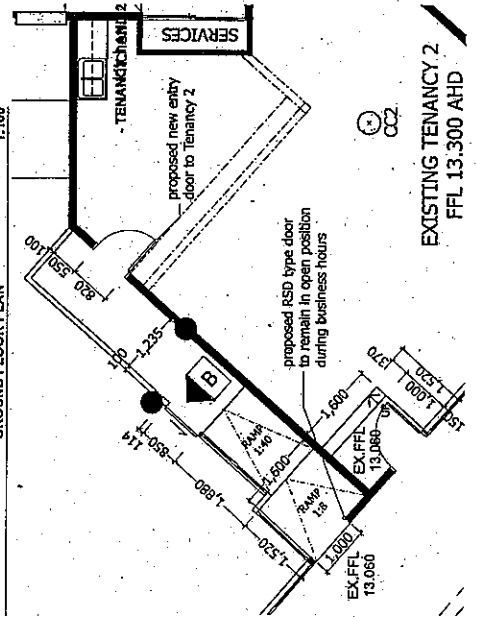 GROUND FLOOR PLAN
1:100
SERVICES
proposed new entry
door to Tenancy 2
100
550
820
CC2
EXISTING TENANCY 2
FFL 13.300 AHD
proposed RSD type door
to remain in open position
during business hours
100
1,235
B
114
850
1,880
1,520
RAMP
1:40
1,600
1,600
RAMP
1:8
EX.FFL
13.060
1,000
EX.FFL
13.060
370
1,000
1,520
150